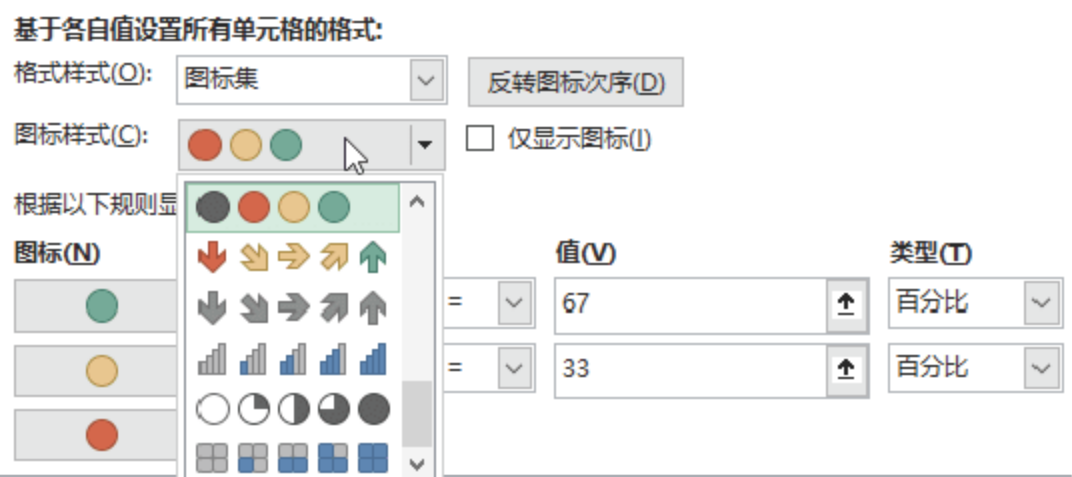 基于各自值设置所有单元格的格式:
格式样式(O): 图标集 反转图标次序(D)
图标样式(C): 仅显示图标(I)
根据以下规则显
图标(N) 值(V) 类型(T)
= 67 百分比
= 33 百分比